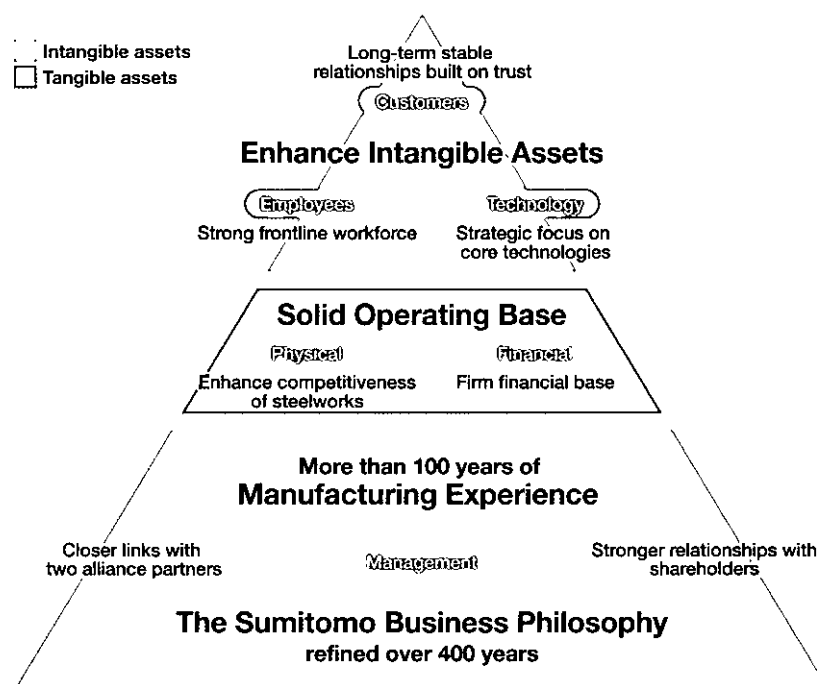 Intangible assets
Tangible assets
Long-term stable
relationships built on trust
Customers
Enhance Intangible Assets
Employees
Technology
Strong frontline workforce
Strategic focus on
core technologies
Solid Operating Base
Physical
Financial
Enhance competitiveness
of steelworks
Firm financial base
More than 100 years of
Manufacturing Experience
Closer links with
two alliance partners
Management
Stronger relationships with
shareholders
The Sumitomo Business Philosophy
refined over 400 years